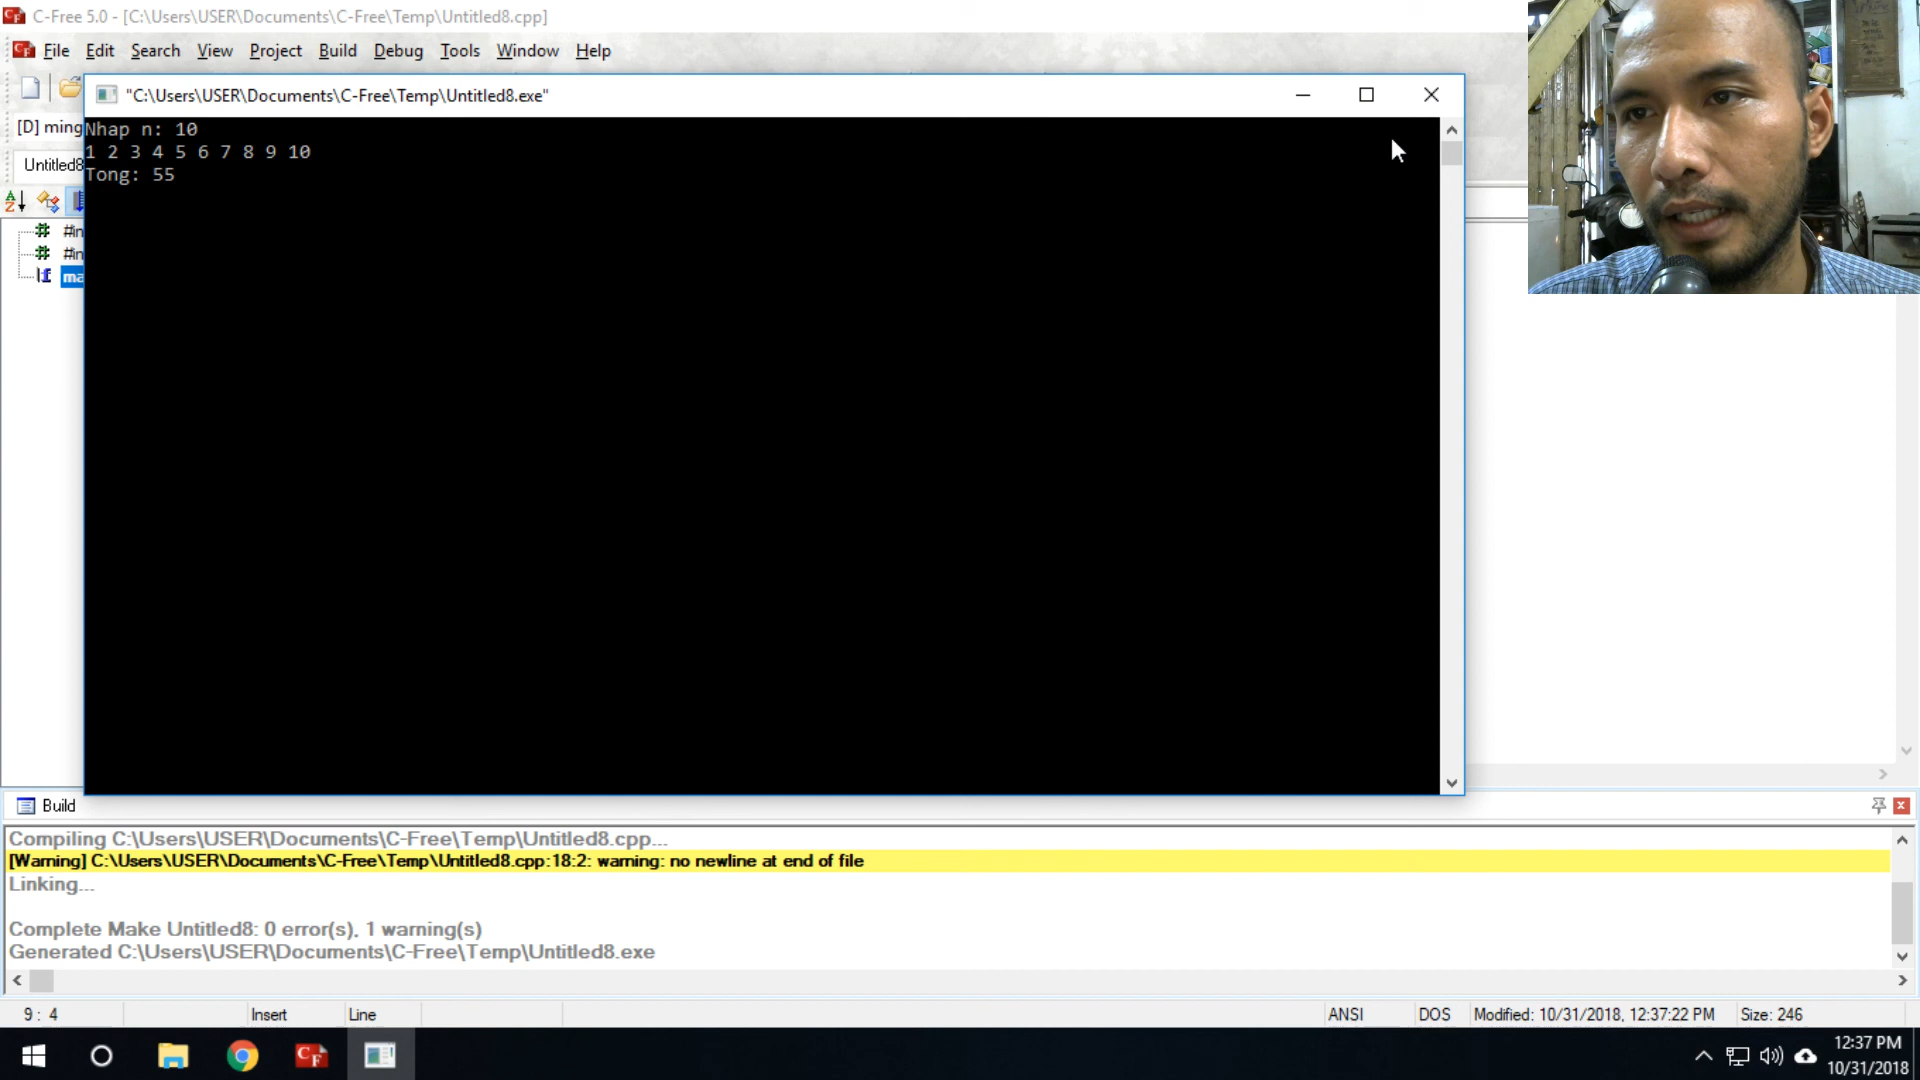 C-Free 5.0 - [C:\Users\USER\Documents\C-Free\Temp\Untitled8.cpp]
File Edit Search View Project Build Debug Tools Window Help
"C:\Users\USER\Documents\C-Free\Temp\Untitled8.exe"
[D] ming
Nhap n: 10
1 2 3 4 5 6 7 8 9 10
Untitled8
Tong: 55
#in
#in
ma
Build
Compiling C:\Users\USER\Documents\C-Free\Temp\Untitled8.cpp...
[Warning] C:\Users\USER\Documents\C-Free\Temp\Untitled8.cpp:18:2: warning: no newline at end of file
Linking...
Complete Make Untitled8: 0 error(s), 1 warning(s)
Generated C:\Users\USER\Documents\C-Free\Temp\Untitled8.exe
9 : 4 Insert Line ANSI DOS Modified: 10/31/2018, 12:37:22 PM Size: 246
12:37 PM
10/31/2018